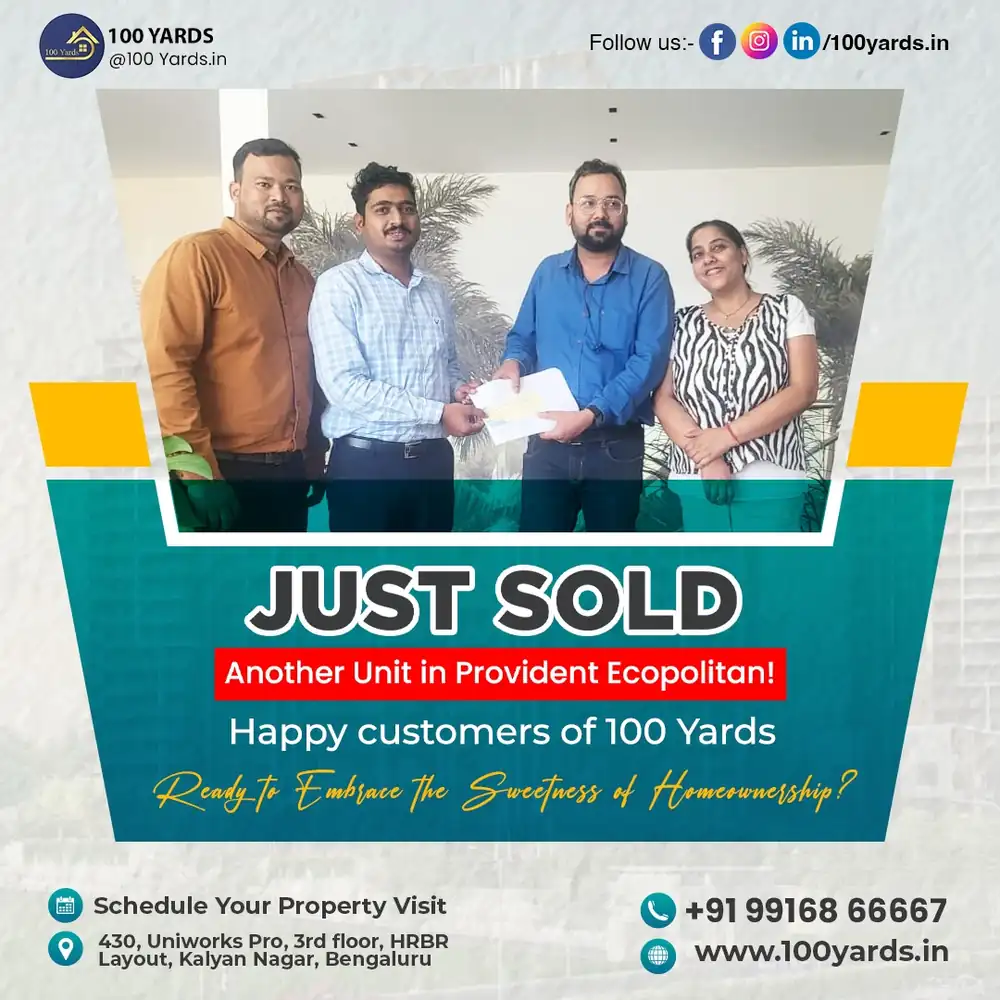 100 YARDS
@100 Yards.in
100 Yards
Follow us:- /100yards.in
JUST SOLD
Another Unit in Provident Ecopolitan!
Happy customers of 100 Yards
Ready to Embrace the Sweetness of Homeownership?
Schedule Your Property Visit
430, Uniworks Pro, 3rd floor, HRBR
Layout, Kalyan Nagar, Bengaluru
+91 99168 66667
www.100yards.in